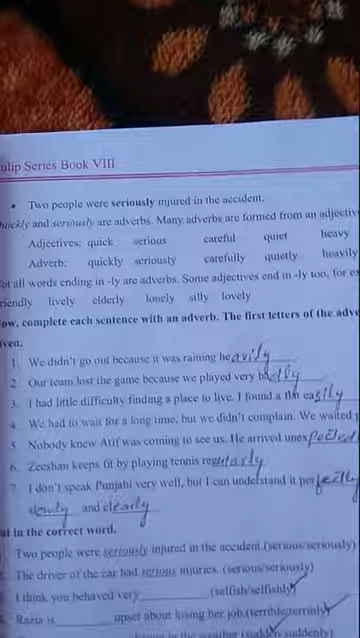 ulip Series Book VIII
• Two people were seriously injured in the accident.
uickly and seriously are adverbs. Many adverbs are formed from an adjectiv
Adjectives: quick serious careful quiet heavy
Adverb: quickly seriously carefully quietly heavily
ot all words ending in -ly are adverbs. Some adjectives end in -ly too, for ex
riendly lively elderly lonely silly lovely
ow, complete each sentence with an adverb. The first letters of the adve
iven.
1. We didn't go out because it was raining heavily
2. Our team lost the game because we played very badly
3. I had little difficulty finding a place to live. I found a flat easily
4. We had to wait for a long time, but we didn't complain. We waited p
5. Nobody knew Atif was coming to see us. He arrived unexpected
6. Zeeshan keeps fit by playing tennis regularly
7. I don't speak Punjabi very well, but I can understand it perfectly
slowly and clearly
ut in the correct word.
Two people were seriously injured in the accident.(serious/seriously)
The driver of the car had serious injuries. (serious/seriously)
I think you behaved very (selfish/selfishly)
Razia is upset about losing her job.(terrible/terribly)
in the weather (sudden/suddenly)